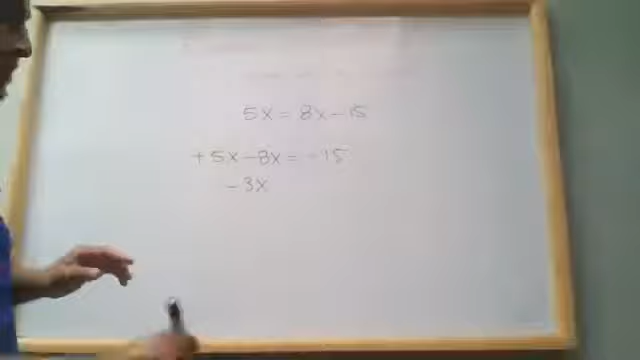 5x = 8x - 15
+ 5x - 8x = - 15
- 3x